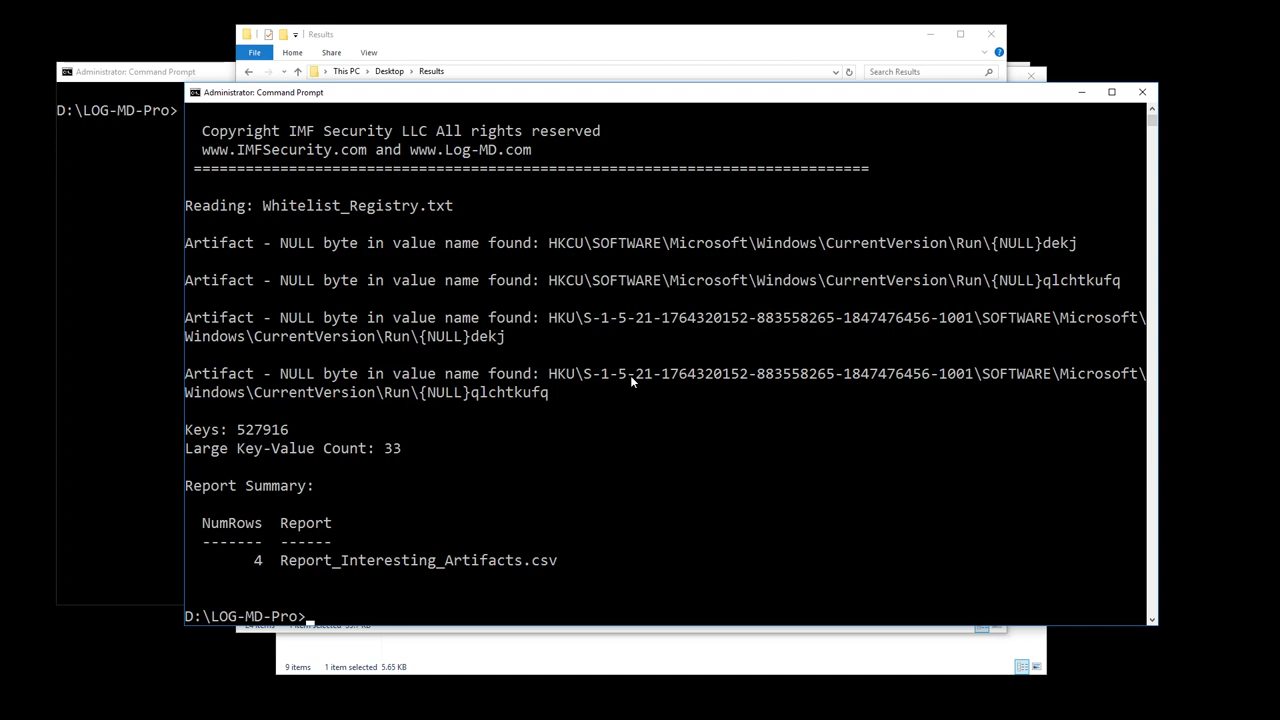 Results
File Home Share View
This PC Desktop Results
Search Results
Administrator: Command Prompt
D:\LOG-MD-Pro>
Administrator: Command Prompt
Copyright IMF Security LLC All rights reserved
www.IMFSecurity.com and www.Log-MD.com
==============================================================================
Reading: Whitelist_Registry.txt
Artifact - NULL byte in value name found: HKCU\SOFTWARE\Microsoft\Windows\CurrentVersion\Run\{NULL}dekj
Artifact - NULL byte in value name found: HKCU\SOFTWARE\Microsoft\Windows\CurrentVersion\Run\{NULL}qlchtkufq
Artifact - NULL byte in value name found: HKU\S-1-5-21-1764320152-883558265-1847476456-1001\SOFTWARE\Microsoft\
Windows\CurrentVersion\Run\{NULL}dekj
Artifact - NULL byte in value name found: HKU\S-1-5-21-1764320152-883558265-1847476456-1001\SOFTWARE\Microsoft\
Windows\CurrentVersion\Run\{NULL}qlchtkufq
Keys: 527916
Large Key-Value Count: 33
Report Summary:
NumRows Report
------- ------
4 Report_Interesting_Artifacts.csv
D:\LOG-MD-Pro>
9 items 1 item selected 5.65 KB